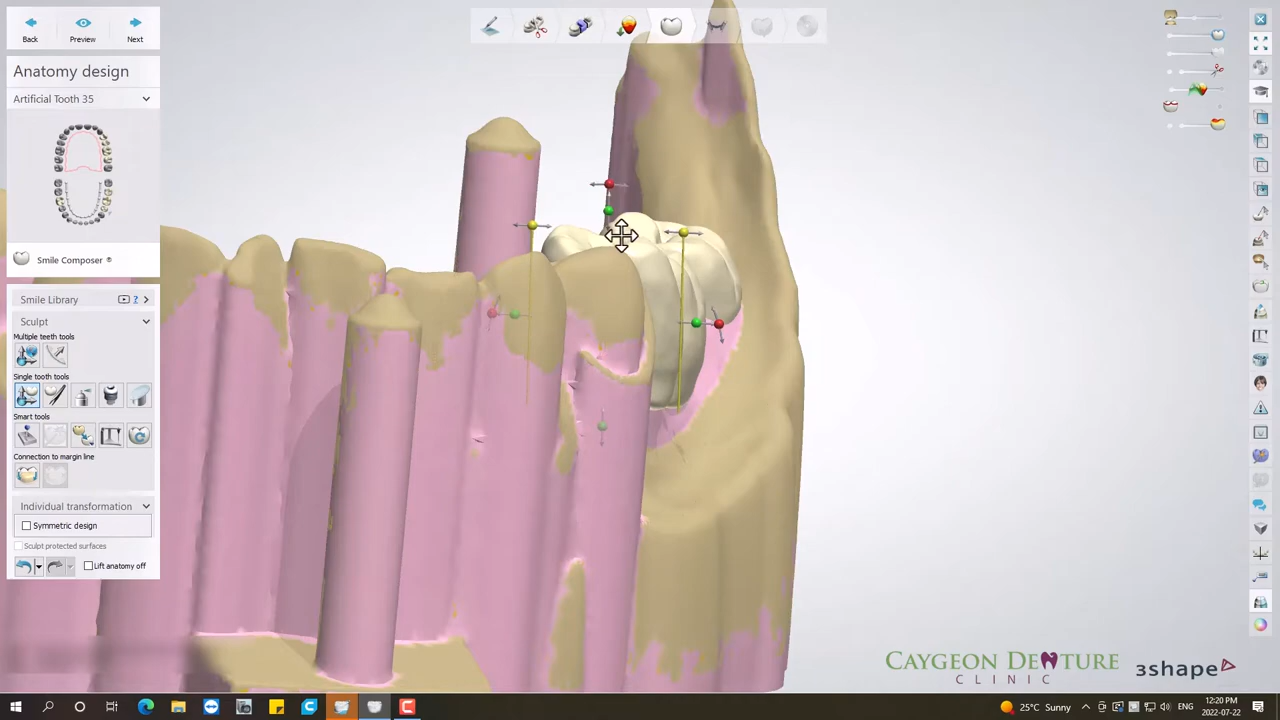 Back
Preview
Next
Anatomy design
Artificial Tooth 35
Smile Composer ®
Smile Library
?
Sculpt
Multiple teeth tools
Single tooth tools
Smart tools
Connection to margin line
Individual transformation
Symmetric design
Sculpt protected surfaces
Lift anatomy off
CAYGEON DENTURE
CLINIC
3shape
25°C Sunny
ENG
12:20 PM
2022-07-22